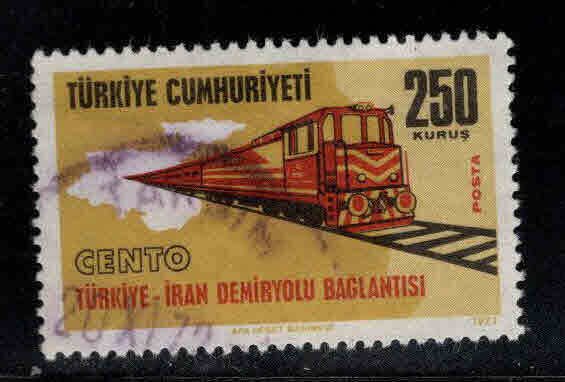 TÜRKİYE CUMHURİYETİ
250
KURUŞ
POSTA
CENTO
TÜRKİYE - İRAN DEMİRYOLU BAĞLANTISI